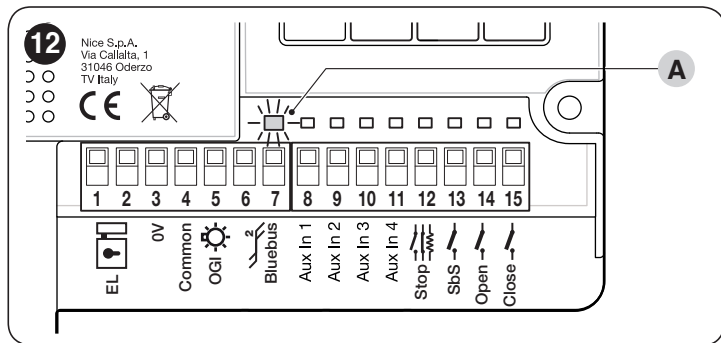 12
Nice S.p.A.
Via Callalta, 1
31046 Oderzo
TV Italy
CE
A
1 2 3 4 5 6 7 8 9 10 11 12 13 14 15
EL
0V
Common
OGI
2
Bluebus
Aux In 1
Aux In 2
Aux In 3
Aux In 4
Stop
SbS
Open
Close